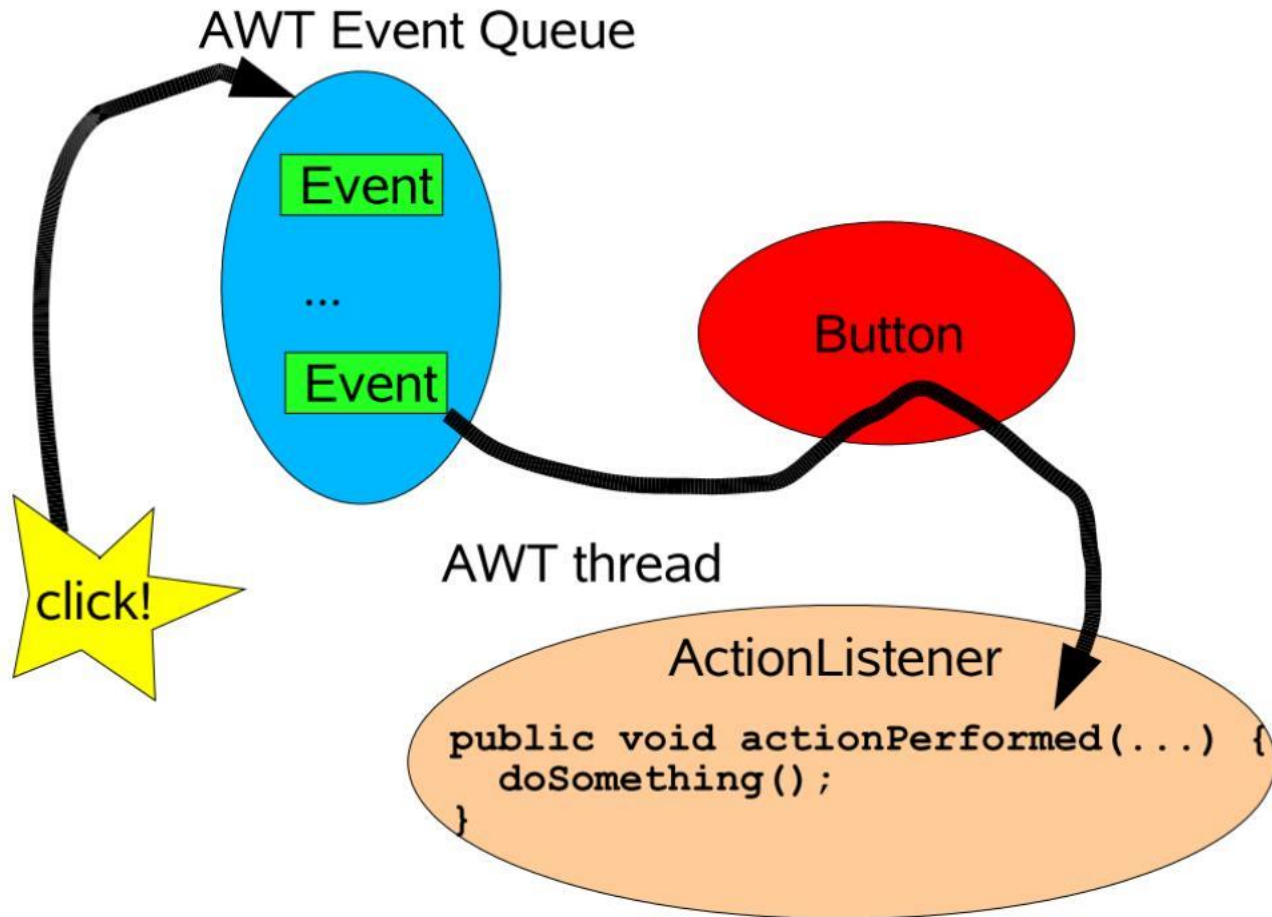 AWT Event Queue
Event
...
Event
Button
click!
AWT thread
ActionListener
public void actionPerformed(...) {
  doSomething();
}